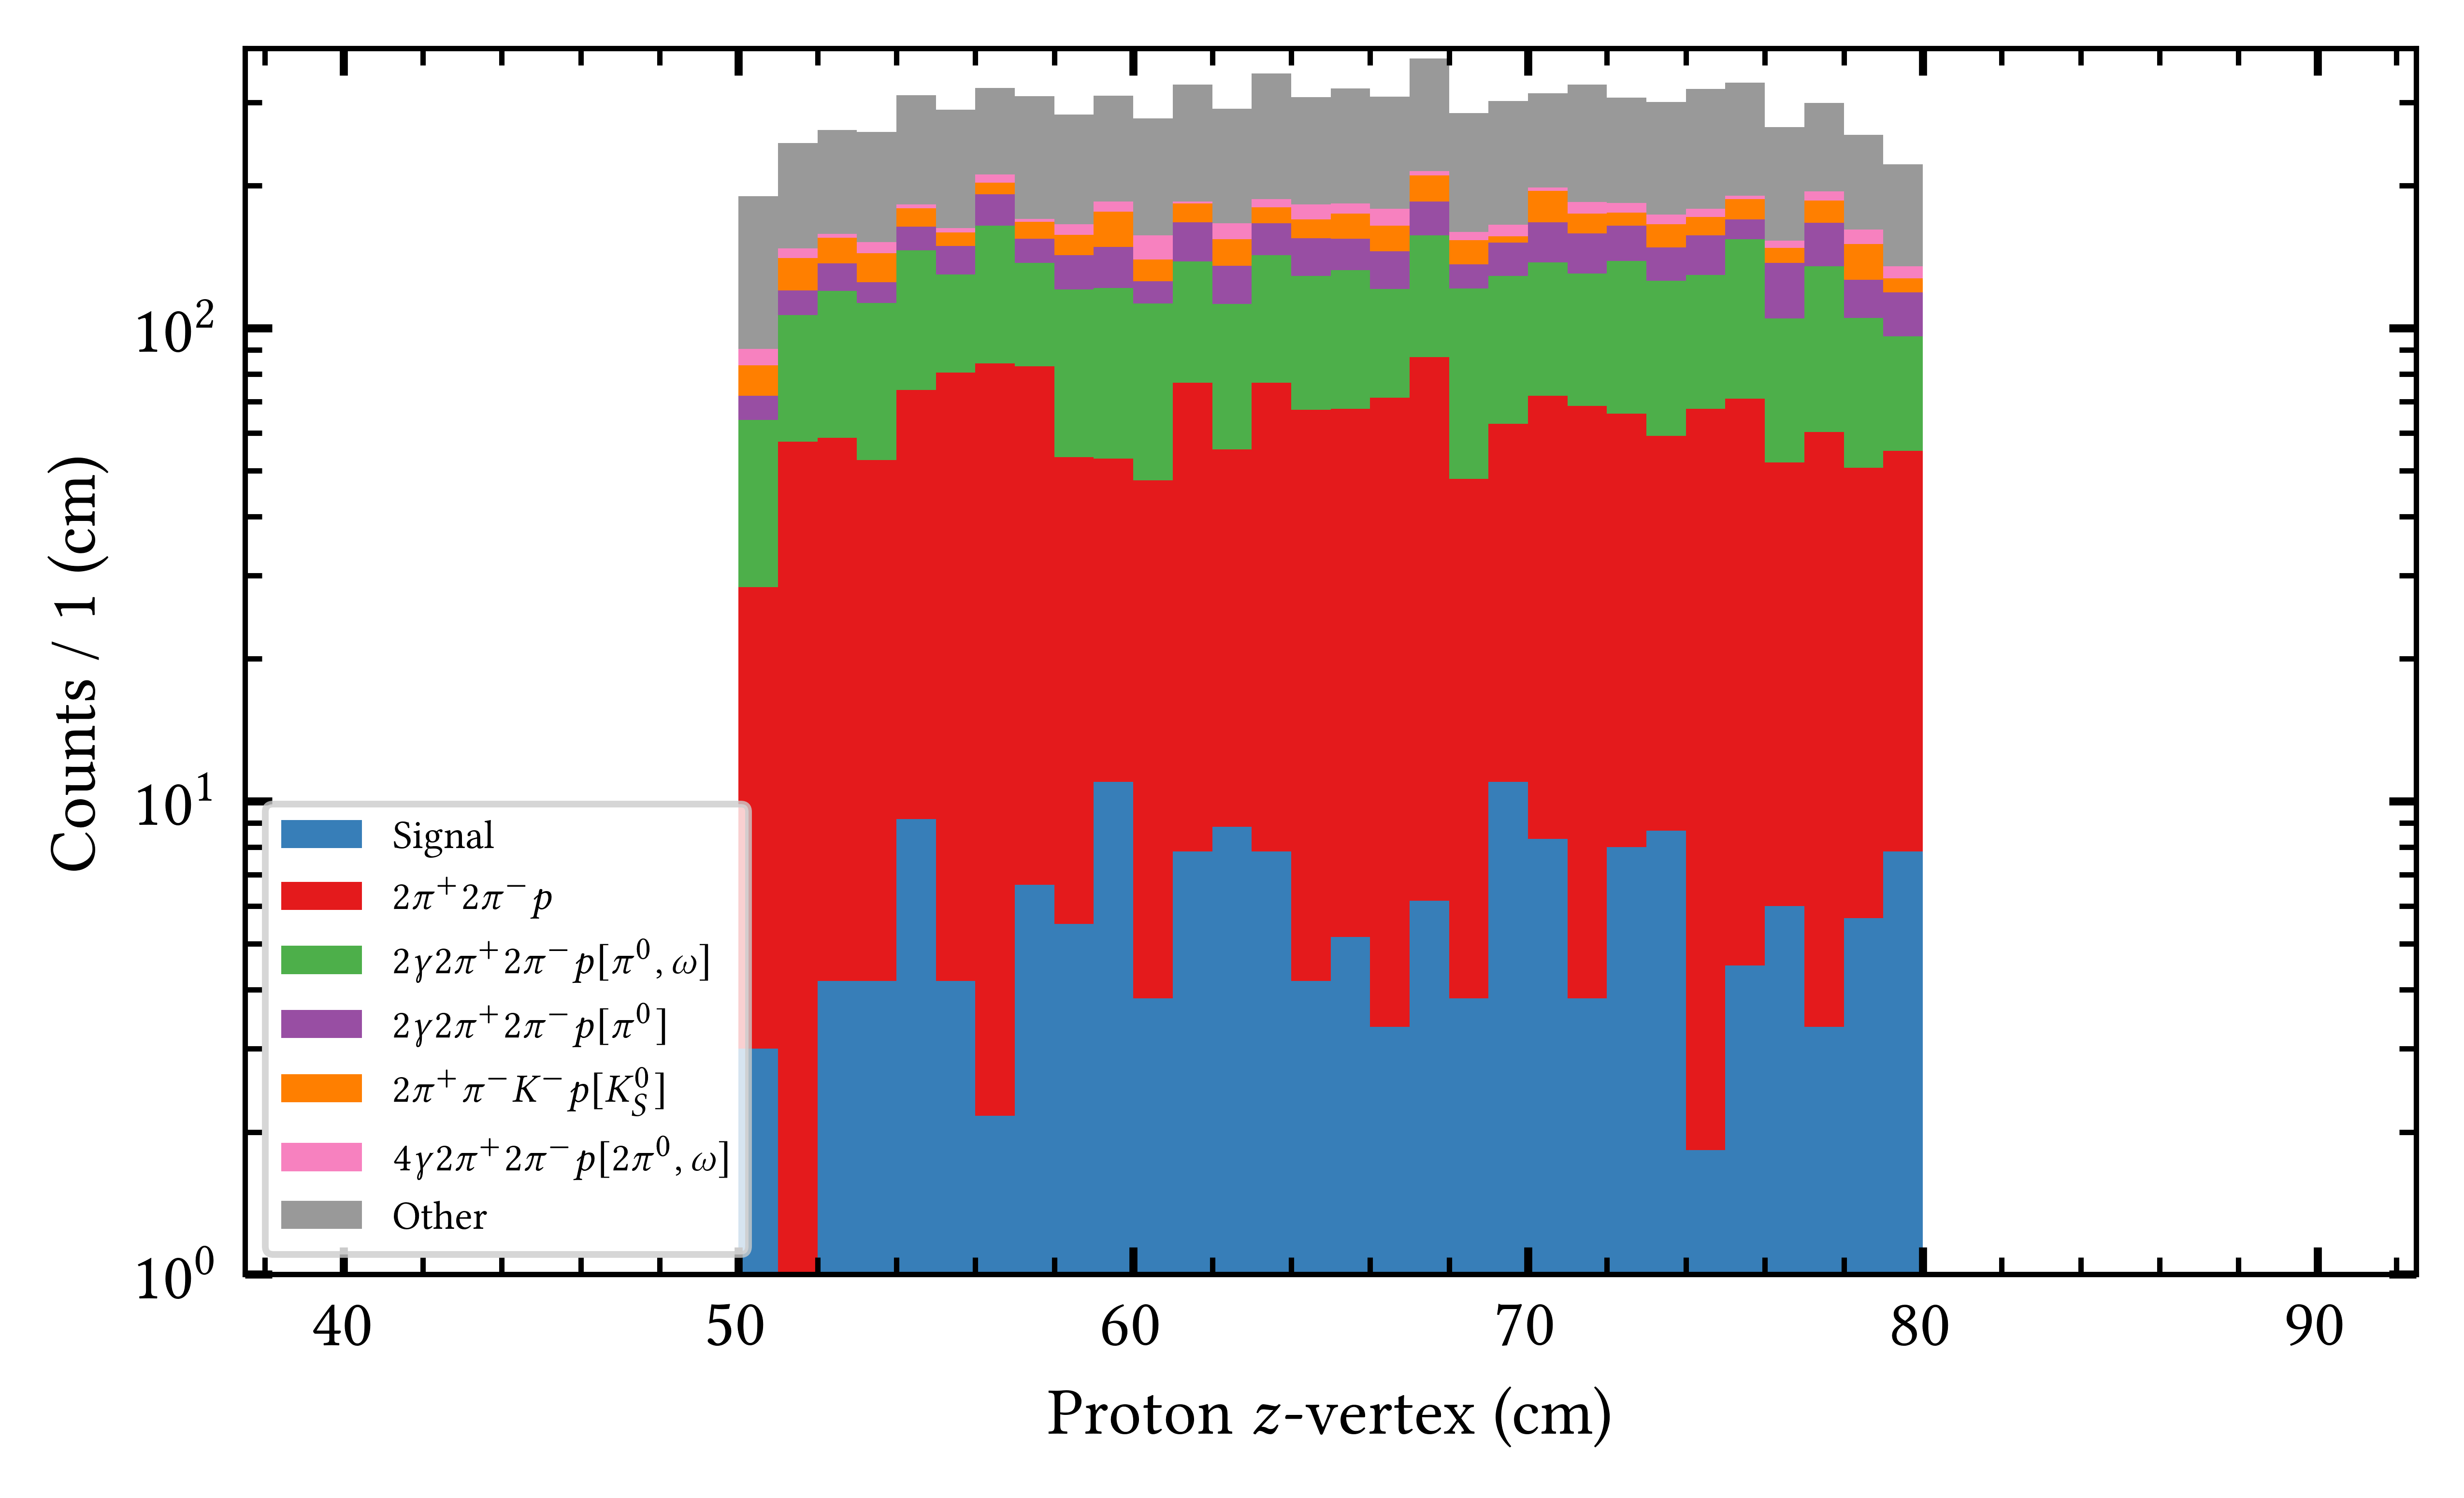 Counts / 1 (cm)
10²
10¹
10⁰
Signal
2π⁺2π⁻p
2γ2π⁺2π⁻p[π⁰, ω]
2γ2π⁺2π⁻p[π⁰]
2π⁺π⁻K⁻p[K⁰_S]
4γ2π⁺2π⁻p[2π⁰, ω]
Other
40 50 60 70 80 90
Proton z-vertex (cm)